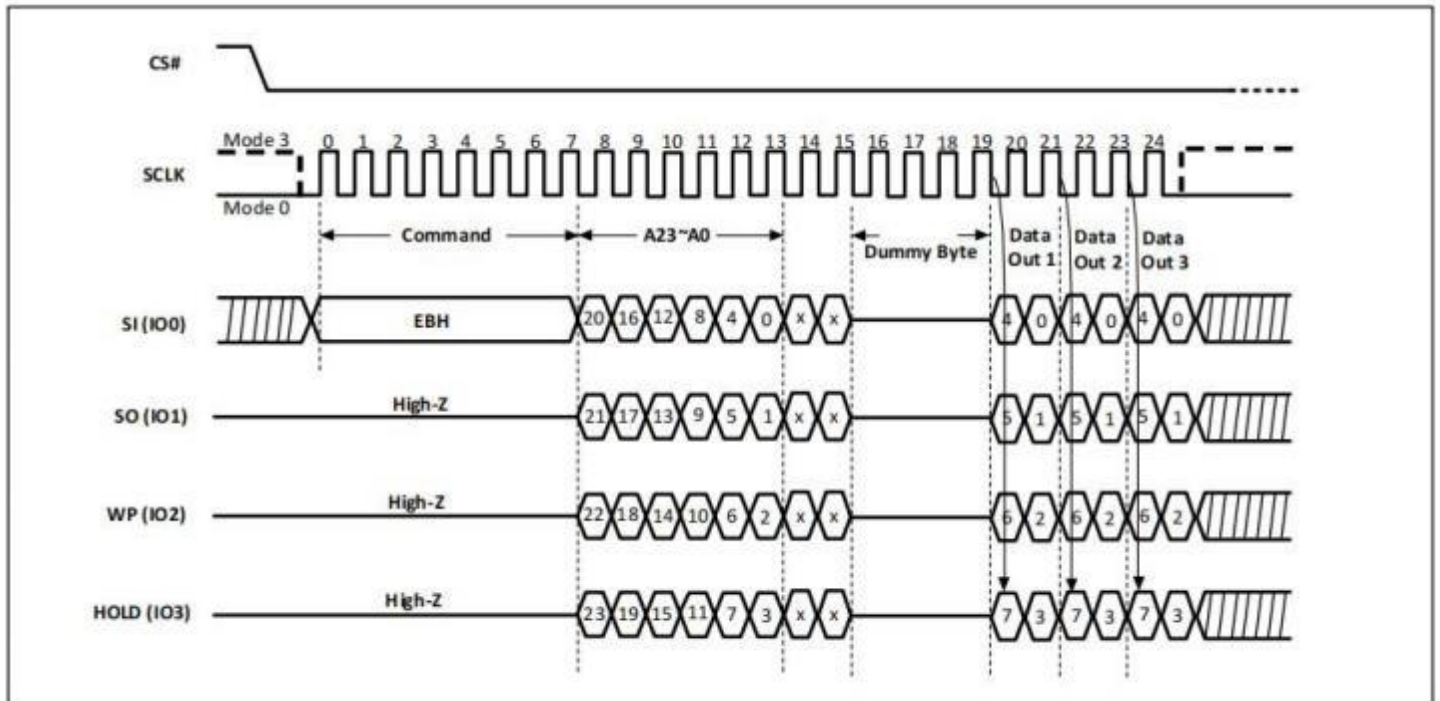 CS#
Mode 3
0 1 2 3 4 5 6 7 8 9 10 11 12 13 14 15 16 17 18 19 20 21 22 23 24
SCLK
Mode 0
Command A23~A0 Dummy Byte Data Out 1 Data Out 2 Data Out 3
SI (IO0) EBH 20 16 12 8 4 0 x x 4 0 4 0 4 0
SO (IO1) High-Z 21 17 13 9 5 1 x x 5 1 5 1 5 1
WP (IO2) High-Z 22 18 14 10 6 2 x x 6 2 6 2 6 2
HOLD (IO3) High-Z 23 19 15 11 7 3 x x 7 3 7 3 7 3